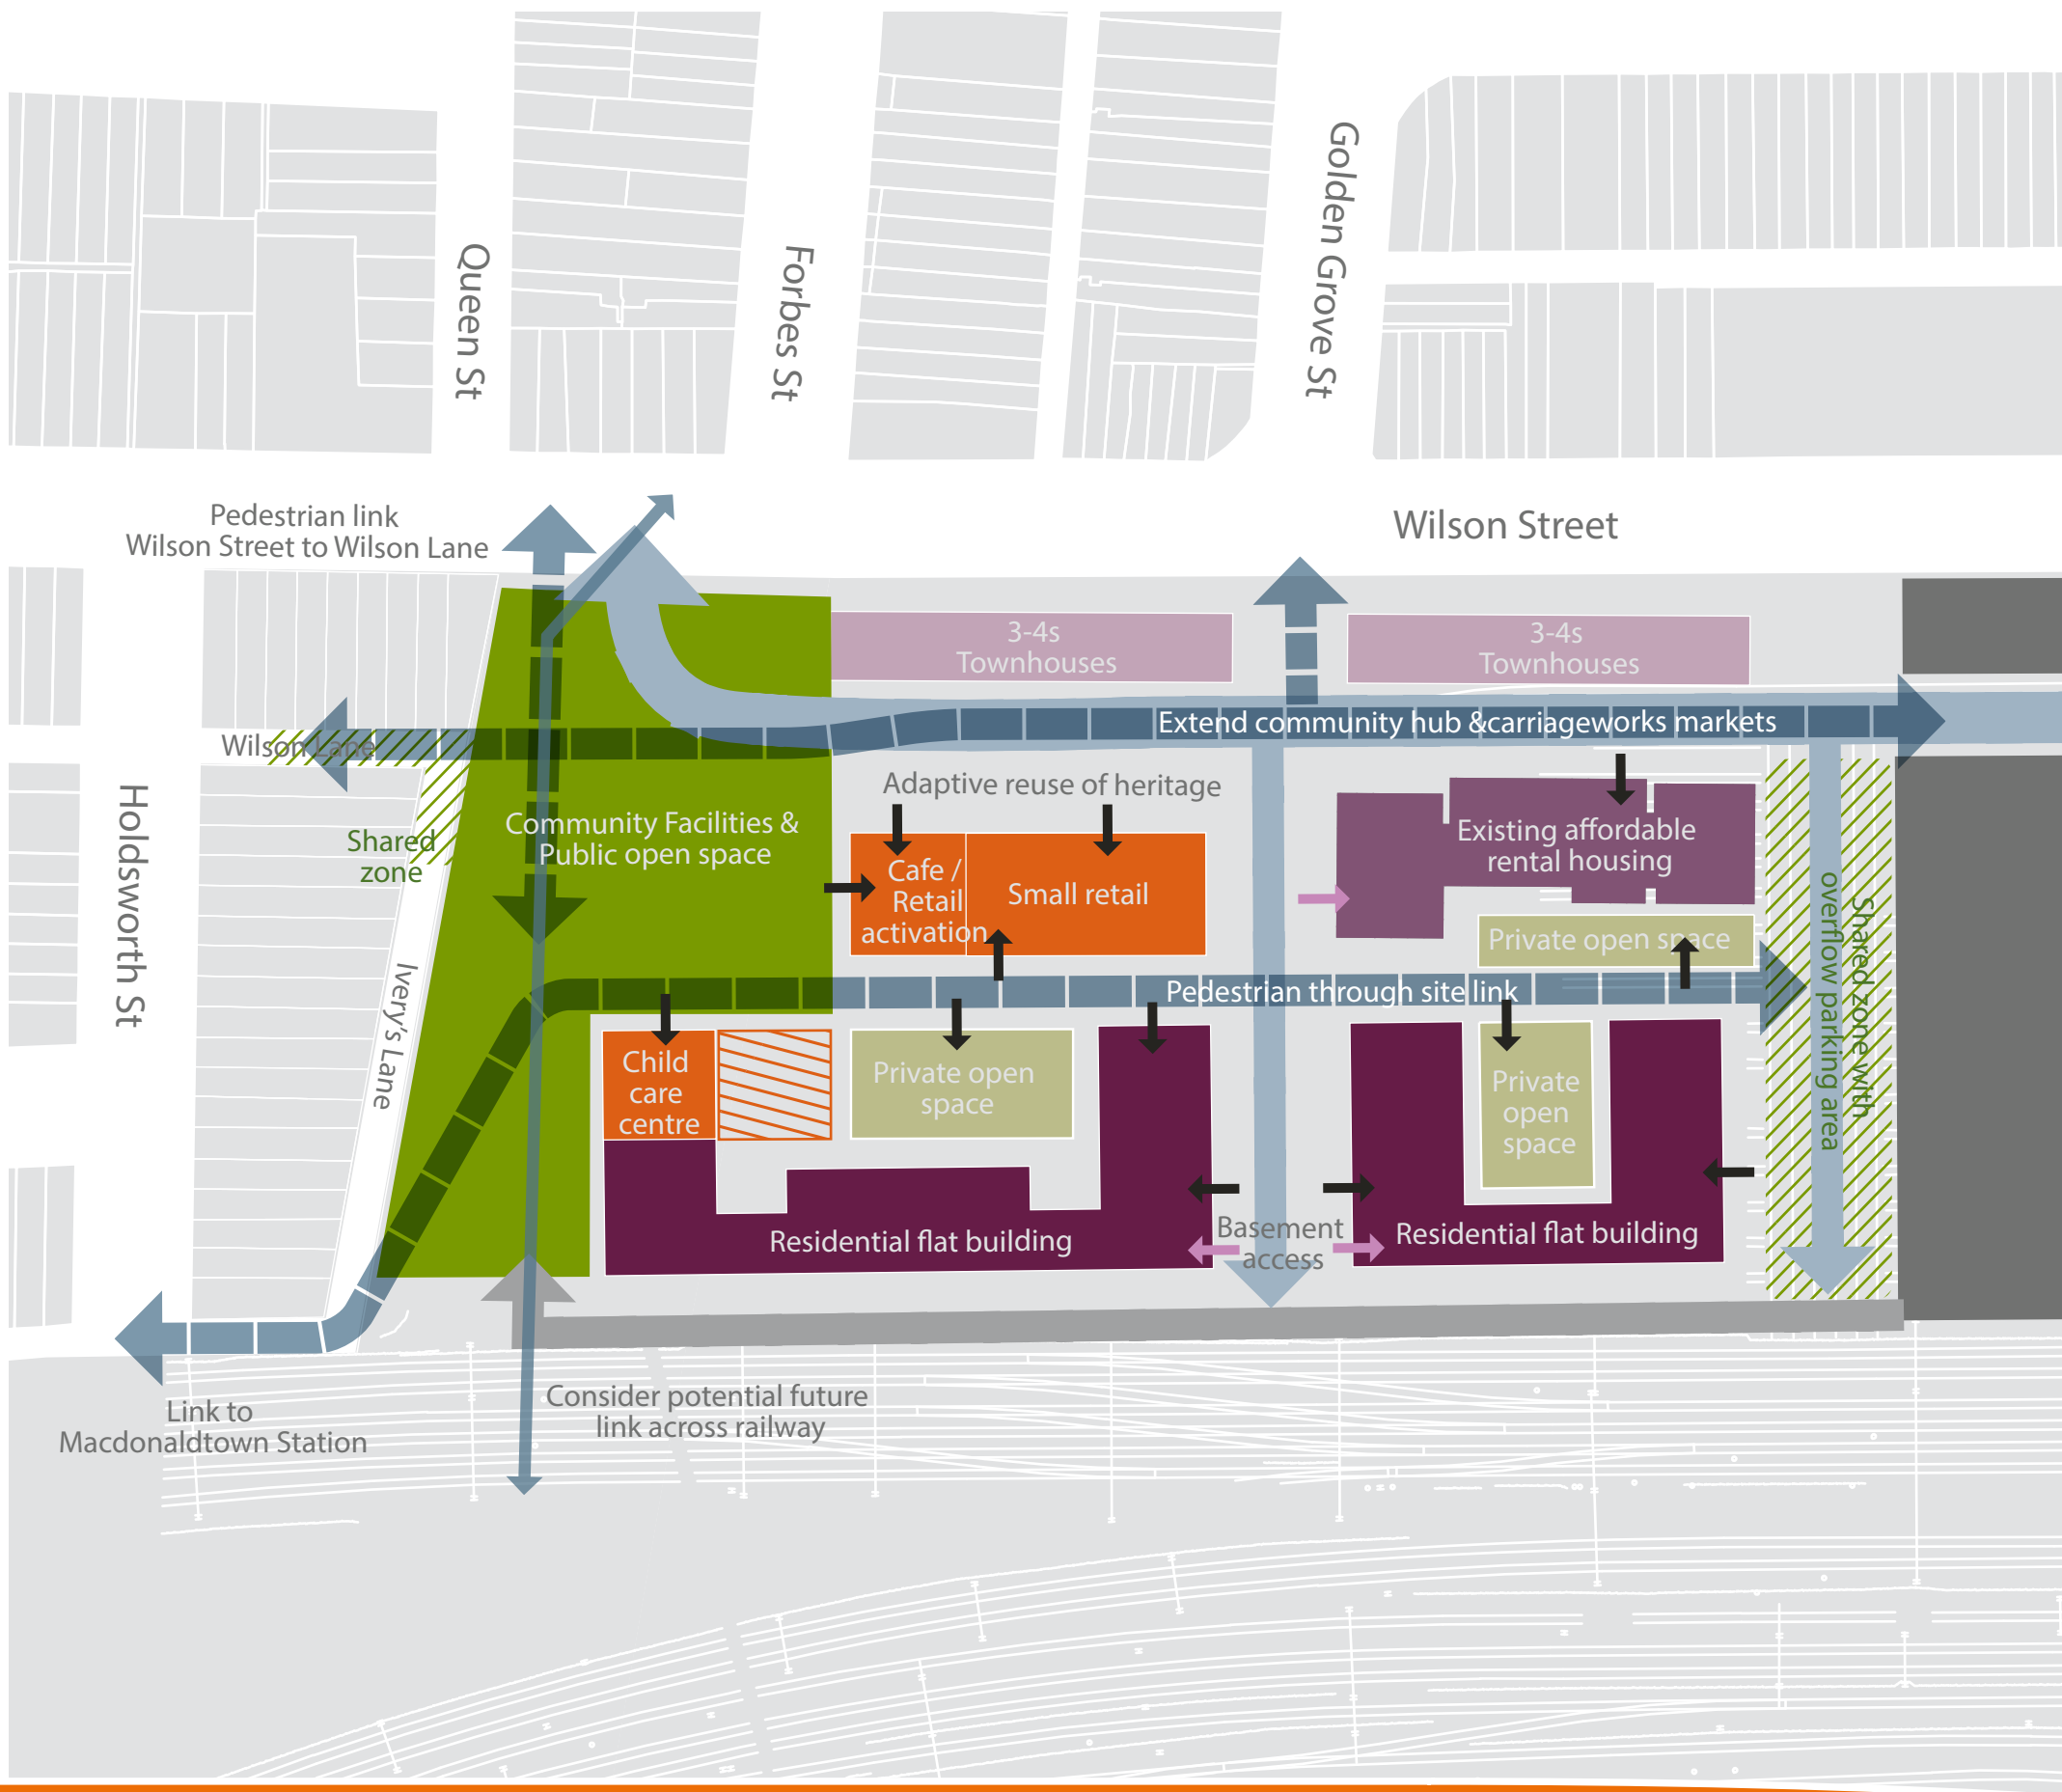 Queen St
Forbes St
Golden Grove St
Pedestrian link
Wilson Street to Wilson Lane
Wilson Street
3-4s
Townhouses
3-4s
Townhouses
Extend community hub &carriageworks markets
Wilson Lane
Holdsworth St
Shared
zone
Community Facilities &
Public open space
Adaptive reuse of heritage
Cafe /
Retail
activation
Small retail
Existing affordable
rental housing
Private open space
Shared zone with
overflow parking area
Ivery's Lane
Pedestrian through site link
Child
care
centre
Private open
space
Private
open
space
Residential flat building
Basement
access
Residential flat building
Link to
Macdonaldtown Station
Consider potential future
link across railway